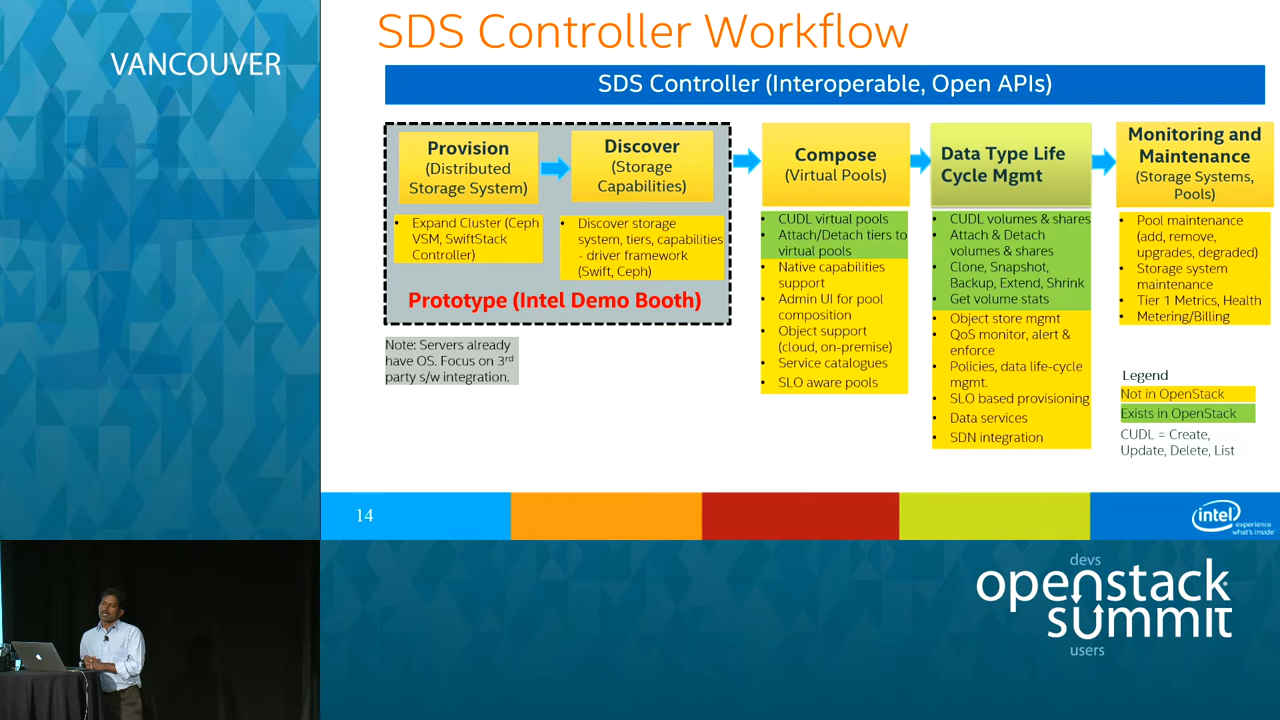 VANCOUVER
SDS Controller Workflow
SDS Controller (Interoperable, Open APIs)
Provision
(Distributed
Storage System)
• Expand Cluster (Ceph
VSM, SwiftStack
Controller)
Discover
(Storage
Capabilities)
• Discover storage
system, tiers, capabilities
- driver framework
(Swift, Ceph)
Prototype (Intel Demo Booth)
Note: Servers already
have OS. Focus on 3rd
party s/w integration.
Compose
(Virtual Pools)
• CUDL virtual pools
• Attach/Detach tiers to
virtual pools
• Native capabilities
support
• Admin UI for pool
composition
• Object support
(cloud, on-premise)
• Service catalogues
• SLO aware pools
Data Type Life
Cycle Mgmt
• CUDL volumes & shares
• Attach & Detach
volumes & shares
• Clone, Snapshot,
Backup, Extend, Shrink
• Get volume stats
• Object store mgmt
• QoS monitor, alert &
enforce
• Policies, data life-cycle
mgmt.
• SLO based provisioning
• Data services
• SDN integration
Monitoring and
Maintenance
(Storage Systems,
Pools)
• Pool maintenance
(add, remove,
upgrades, degraded)
• Storage system
maintenance
• Tier 1 Metrics, Health
• Metering/Billing
Legend
Not in OpenStack
Exists in OpenStack
CUDL = Create,
Update, Delete, List
14
intel
experience
what's inside™
devs
openstack
summit
users